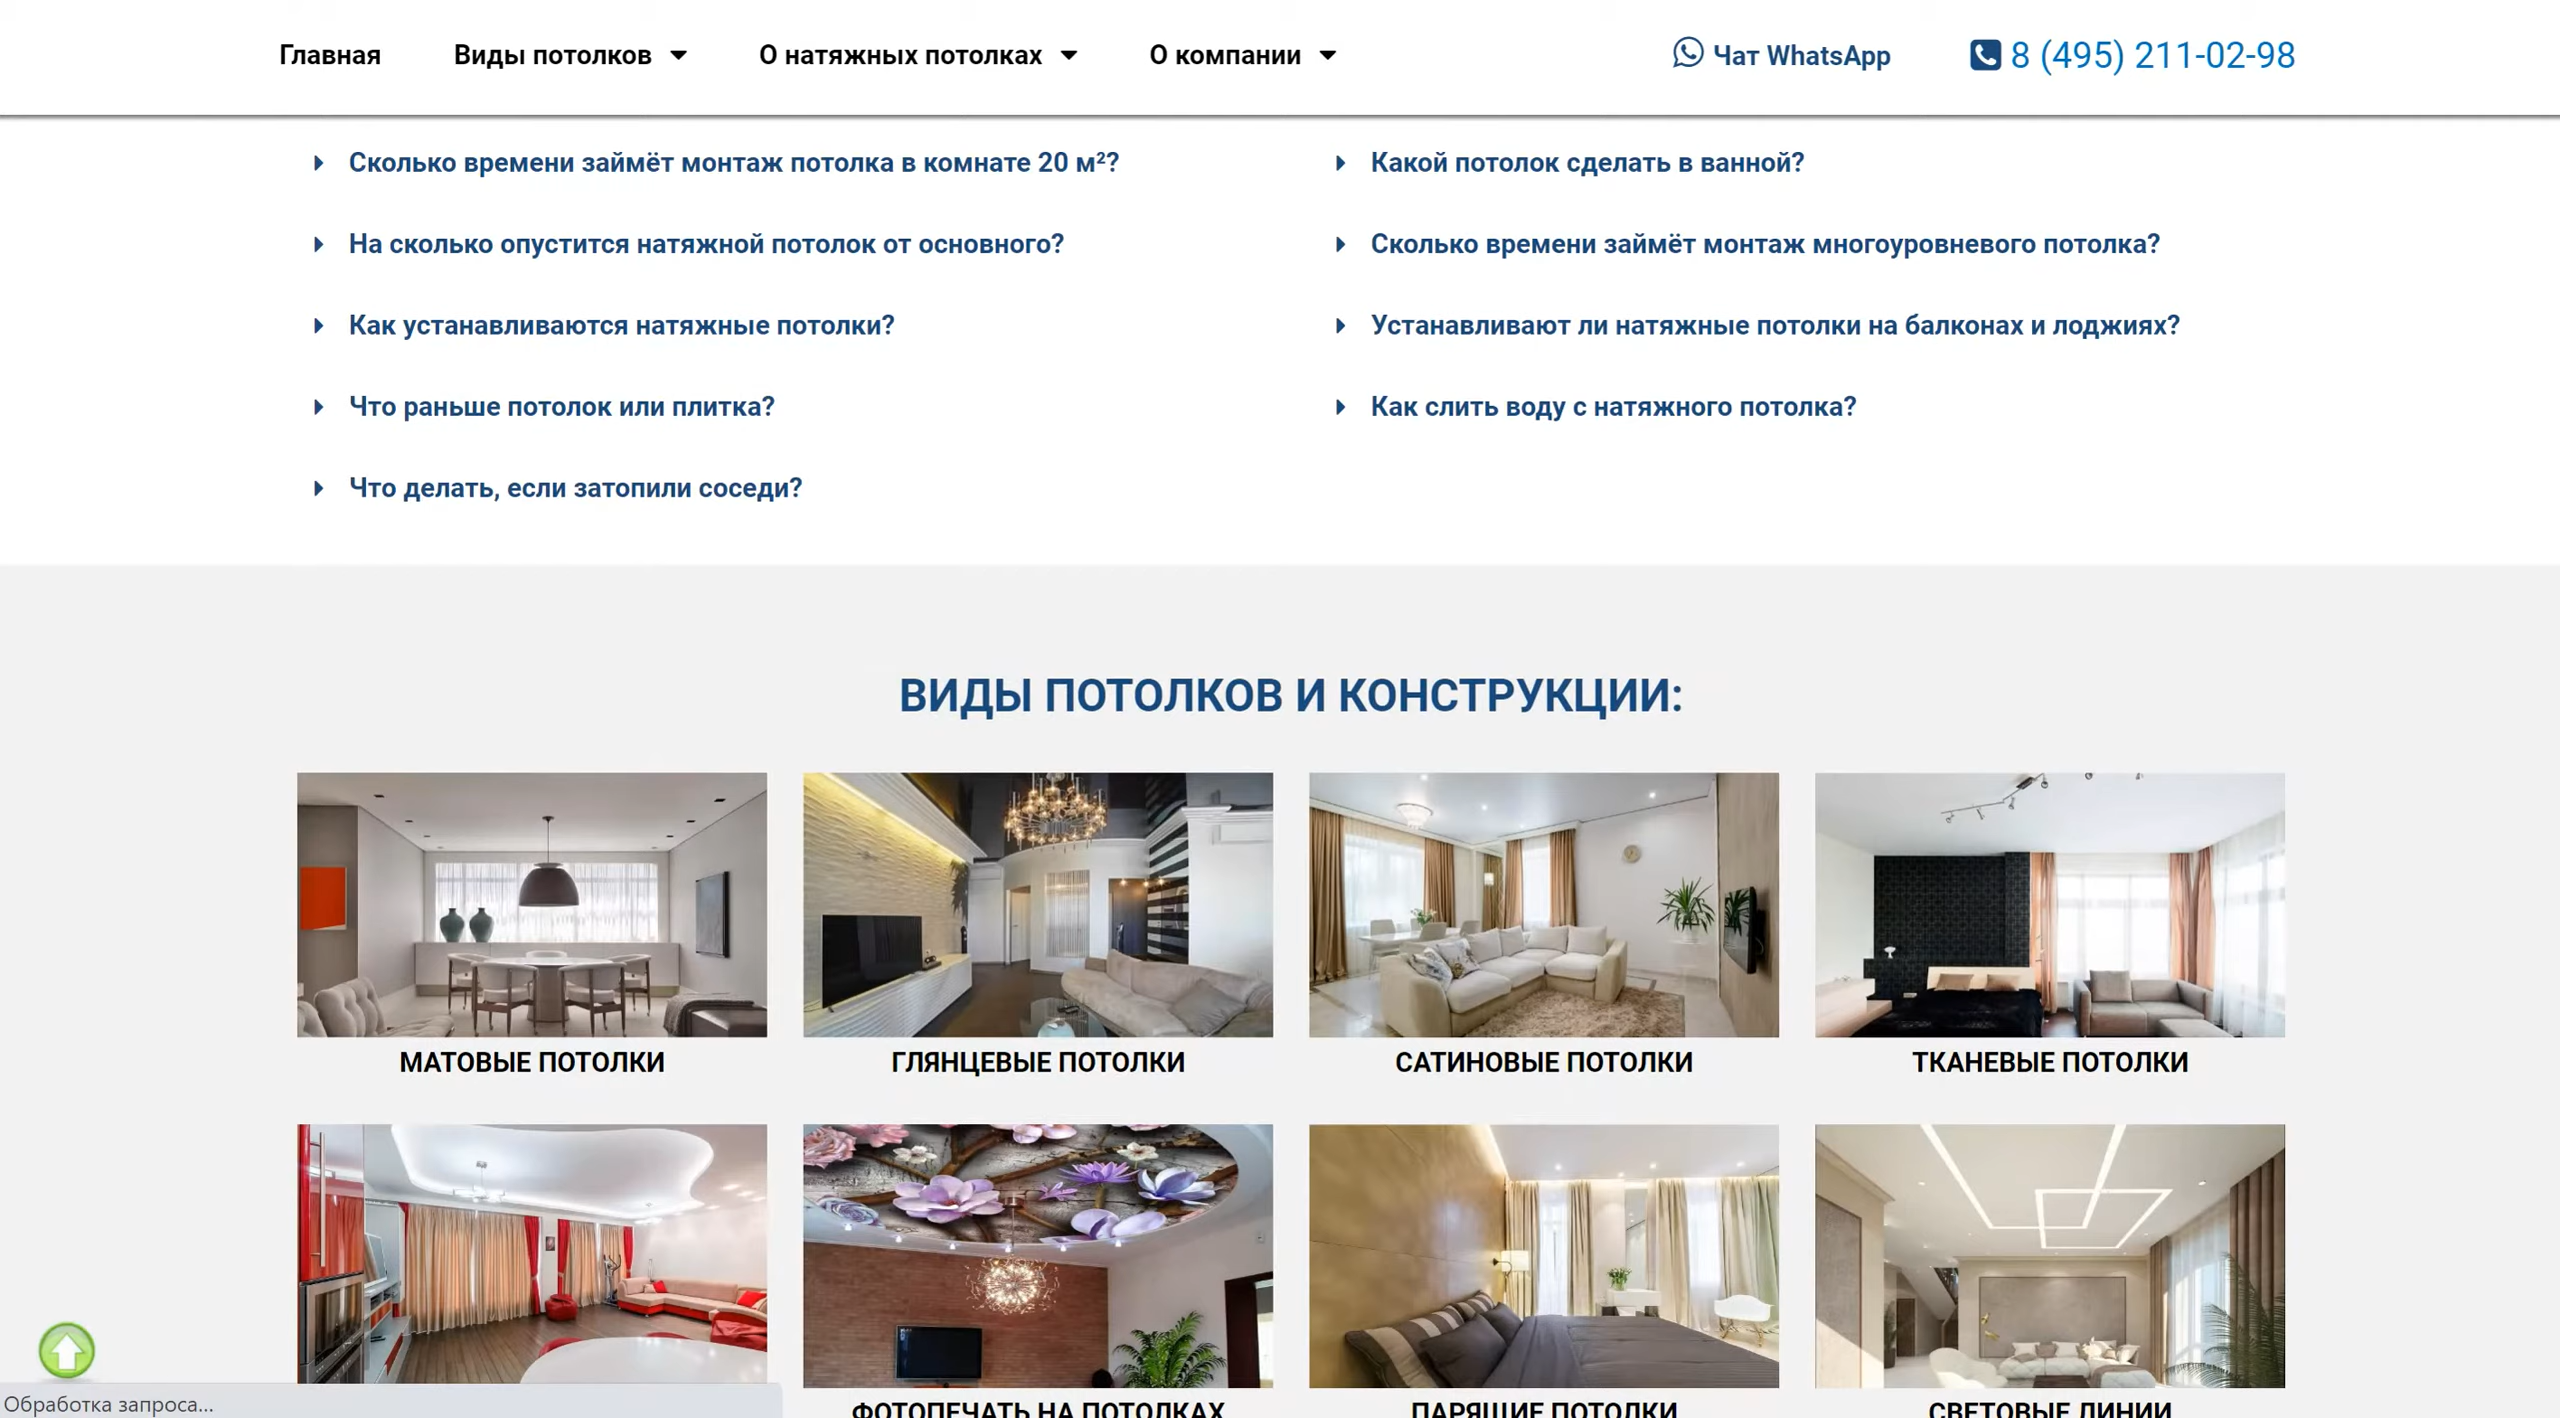 Главная
Виды потолков
О натяжных потолках
О компании
Чат WhatsApp
8 (495) 211-02-98
Сколько времени займёт монтаж потолка в комнате 20 м²?
На сколько опустится натяжной потолок от основного?
Как устанавливаются натяжные потолки?
Что раньше потолок или плитка?
Что делать, если затопили соседи?
Какой потолок сделать в ванной?
Сколько времени займёт монтаж многоуровневого потолка?
Устанавливают ли натяжные потолки на балконах и лоджиях?
Как слить воду с натяжного потолка?
ВИДЫ ПОТОЛКОВ И КОНСТРУКЦИИ:
МАТОВЫЕ ПОТОЛКИ
ГЛЯНЦЕВЫЕ ПОТОЛКИ
САТИНОВЫЕ ПОТОЛКИ
ТКАНЕВЫЕ ПОТОЛКИ
ФОТОПЕЧАТЬ НА ПОТОЛКАХ
ПАРЯЩИЕ ПОТОЛКИ
СВЕТОВЫЕ ЛИНИИ
Обработка запроса...